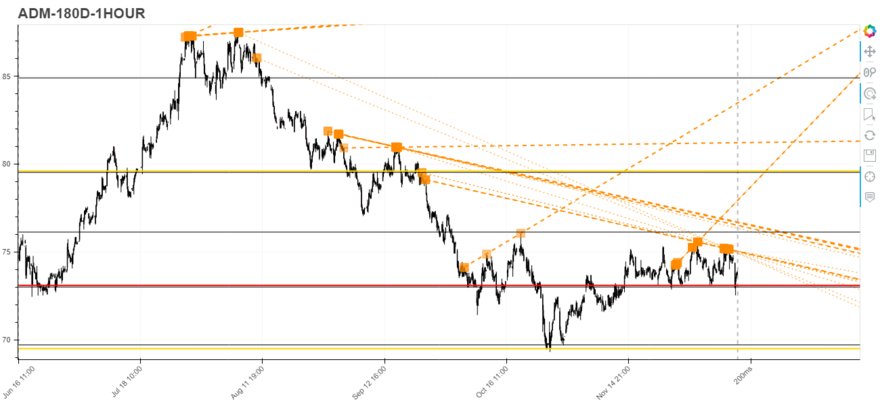 ADM-180D-1HOUR
85
80
75
70
Jun 16 11:00
Jul 18 10:00
Aug 11 19:00
Sep 12 16:00
Oct 16 11:00
Nov 14 21:00
200ms